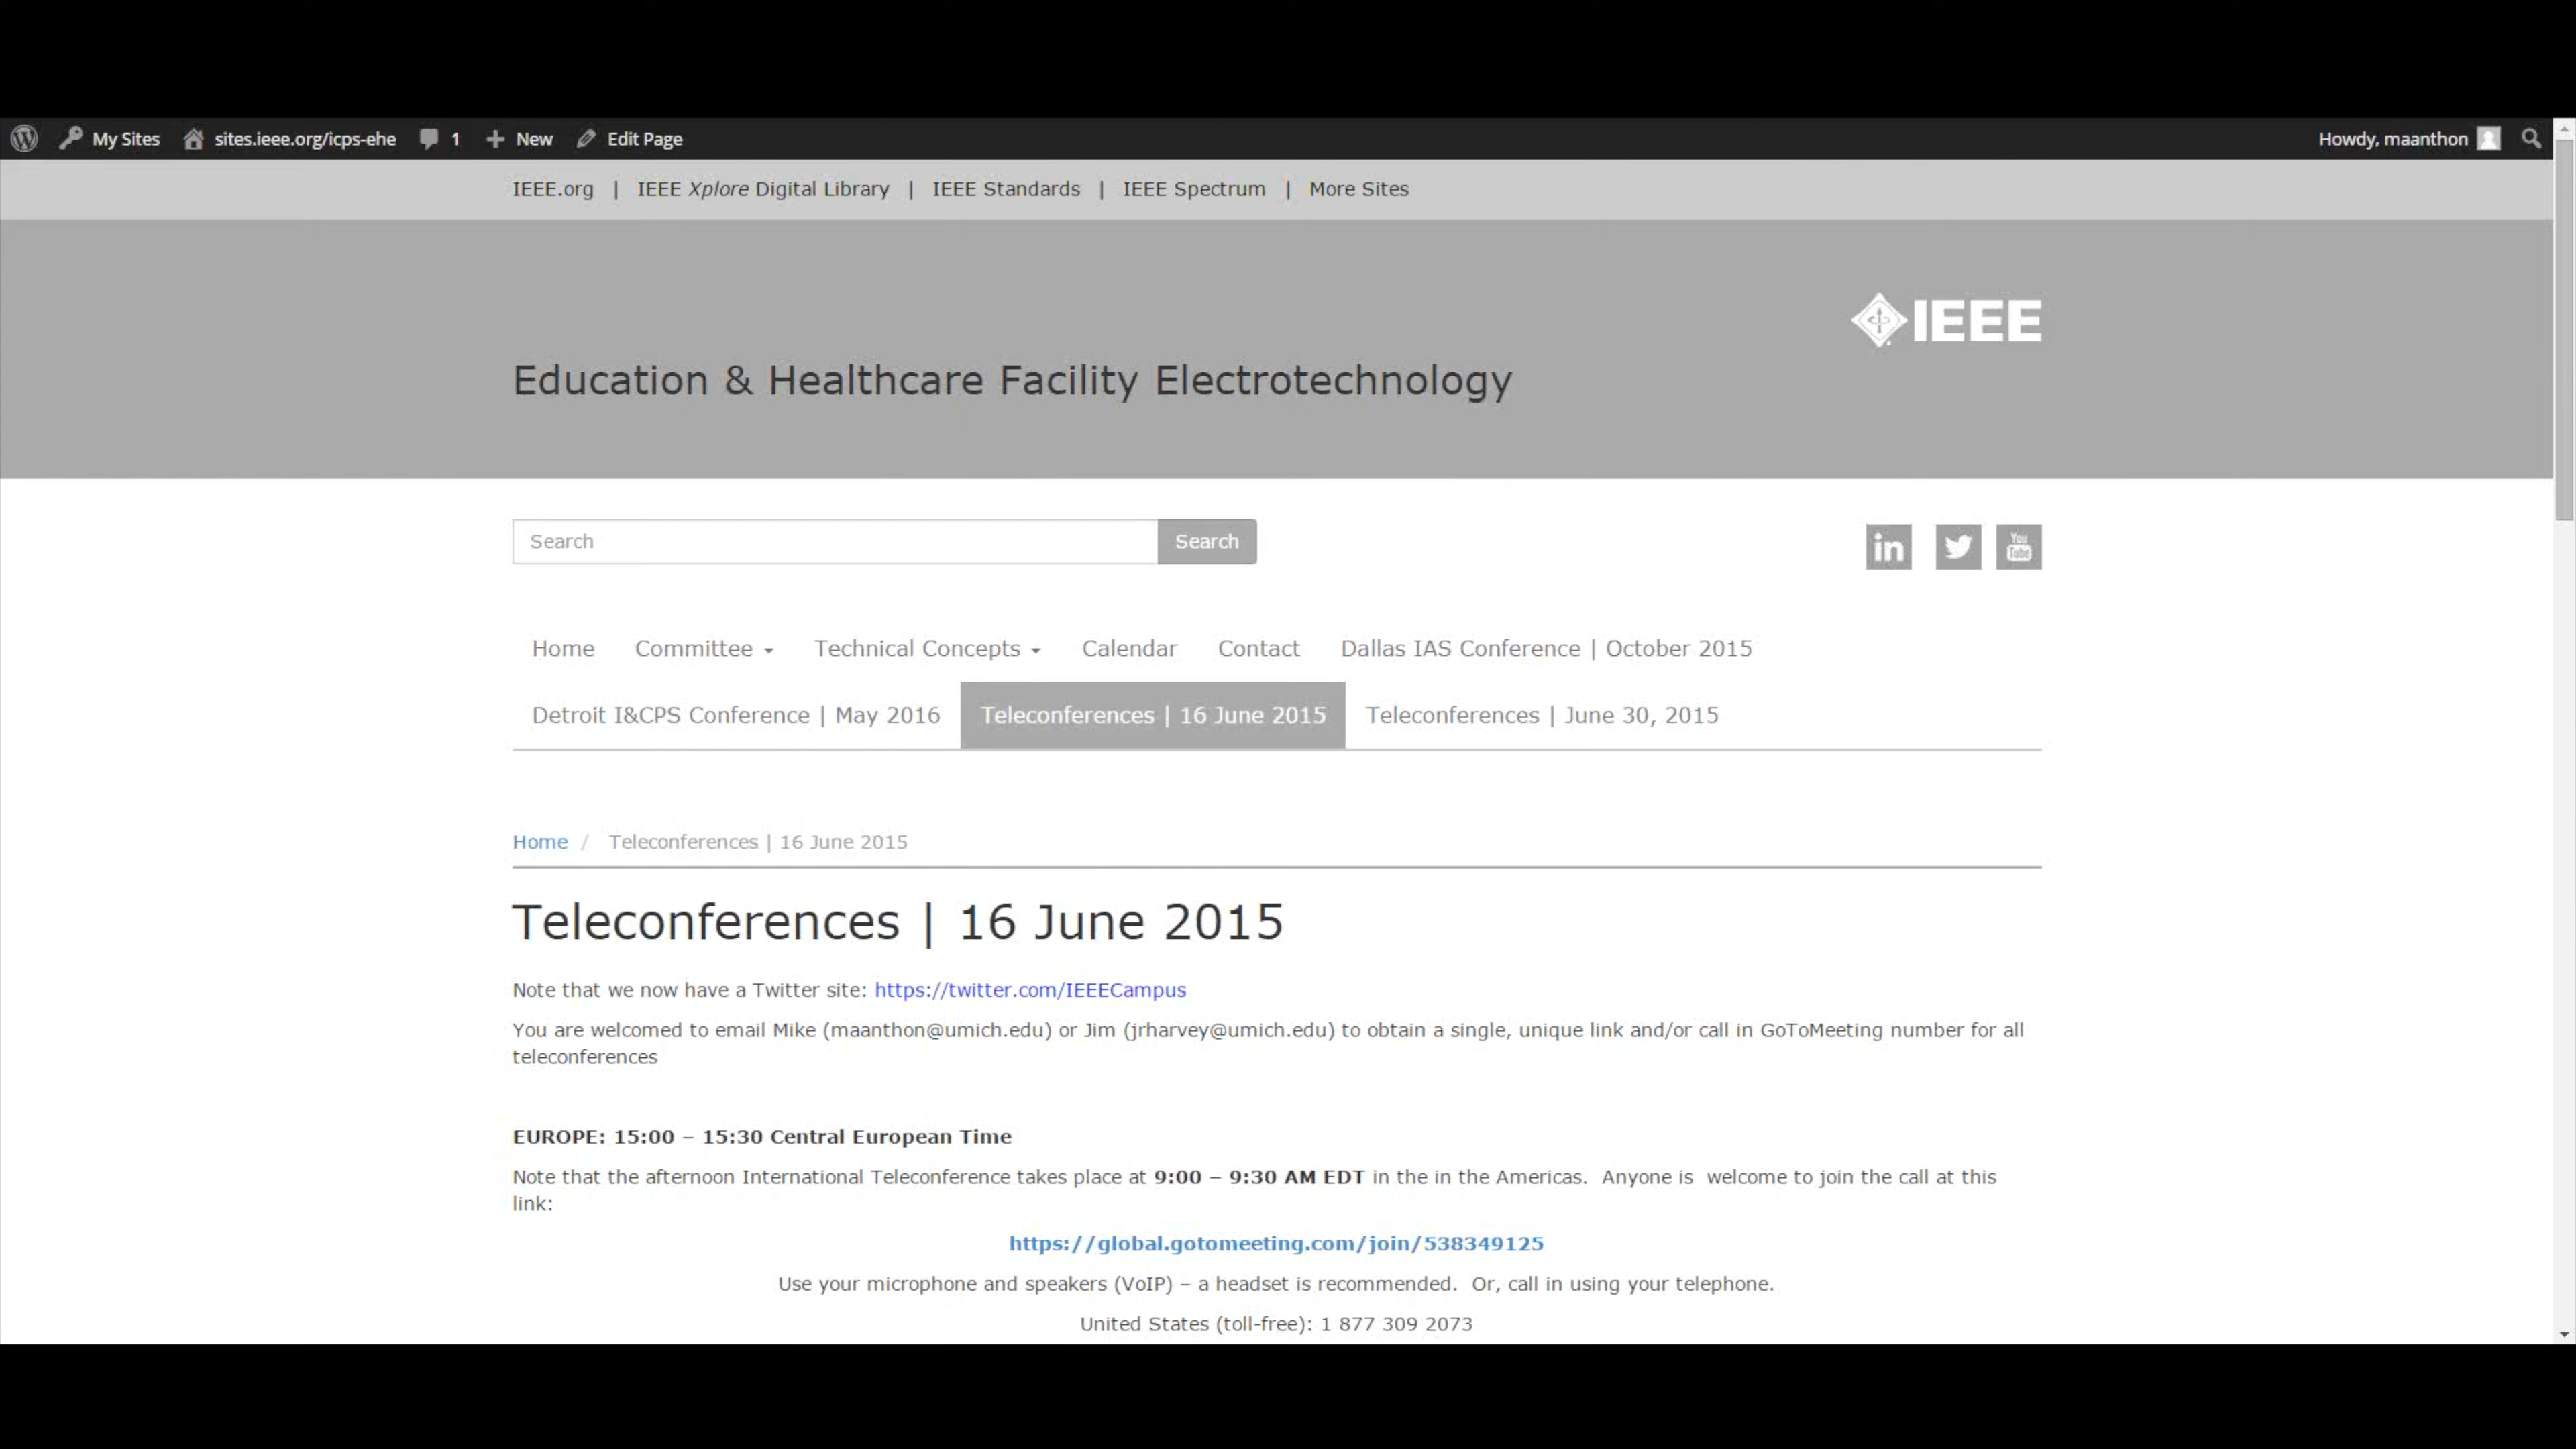 My Sites sites.ieee.org/icps-ehe 1 New Edit Page Howdy, maanthon
IEEE.org | IEEE Xplore Digital Library | IEEE Standards | IEEE Spectrum | More Sites
IEEE
Education & Healthcare Facility Electrotechnology
Search Search in You Tube
Home Committee Technical Concepts Calendar Contact Dallas IAS Conference | October 2015
Detroit I&CPS Conference | May 2016 Teleconferences | 16 June 2015 Teleconferences | June 30, 2015
Home / Teleconferences | 16 June 2015
Teleconferences | 16 June 2015
Note that we now have a Twitter site: https://twitter.com/IEEECampus
You are welcomed to email Mike (maanthon@umich.edu) or Jim (jrharvey@umich.edu) to obtain a single, unique link and/or call in GoToMeeting number for all
teleconferences
EUROPE: 15:00 – 15:30 Central European Time
Note that the afternoon International Teleconference takes place at 9:00 – 9:30 AM EDT in the in the Americas. Anyone is welcome to join the call at this
link:
https://global.gotomeeting.com/join/538349125
Use your microphone and speakers (VoIP) – a headset is recommended. Or, call in using your telephone.
United States (toll-free): 1 877 309 2073